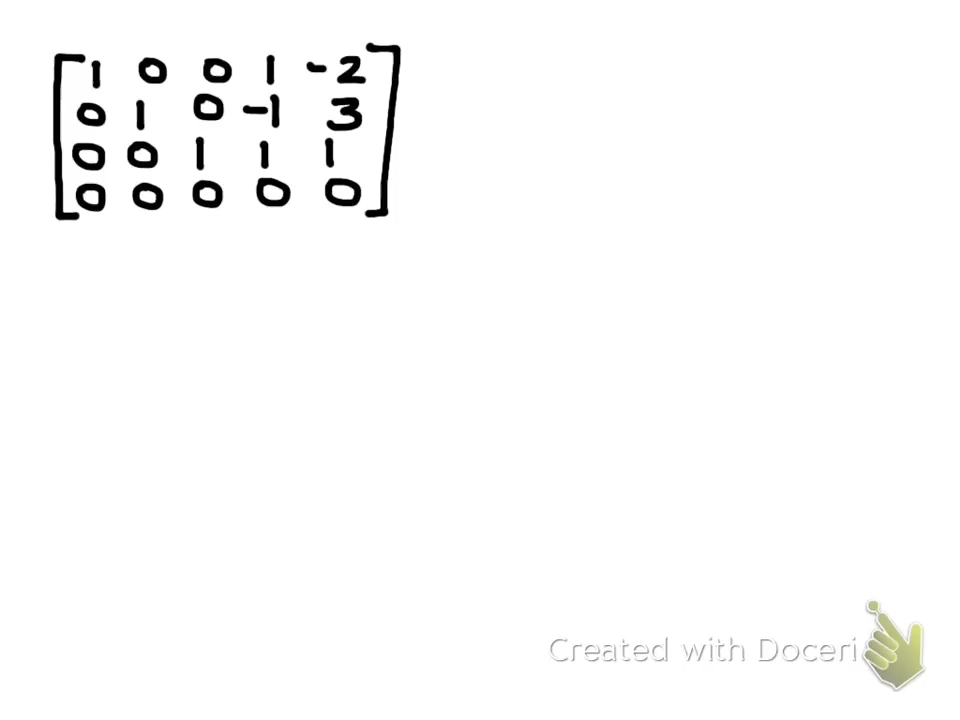 1 0 0 1 -2
0 1 0 -1 3
0 0 1 1 1
0 0 0 0 0
Created with Doceri